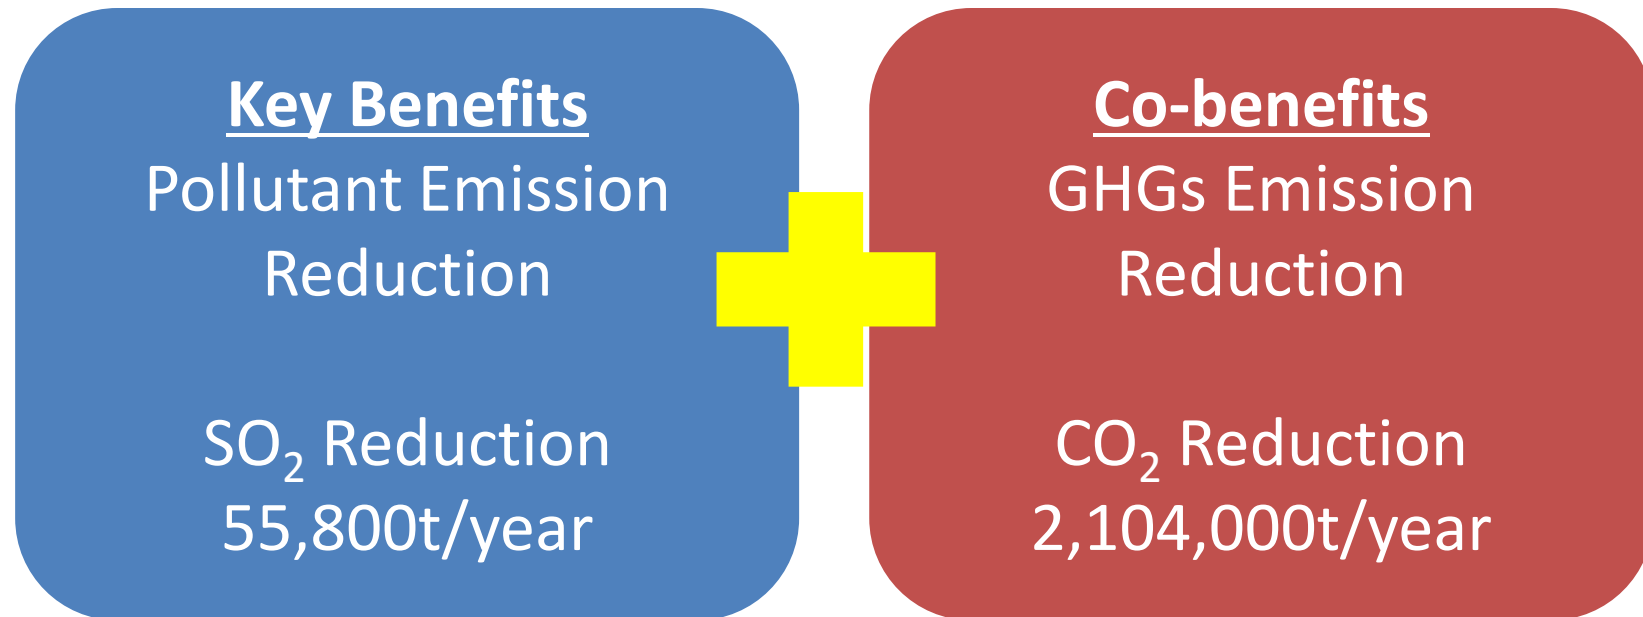 Key Benefits
Pollutant Emission
Reduction
SO₂ Reduction
55,800t/year
Co-benefits
GHGs Emission
Reduction
CO₂ Reduction
2,104,000t/year